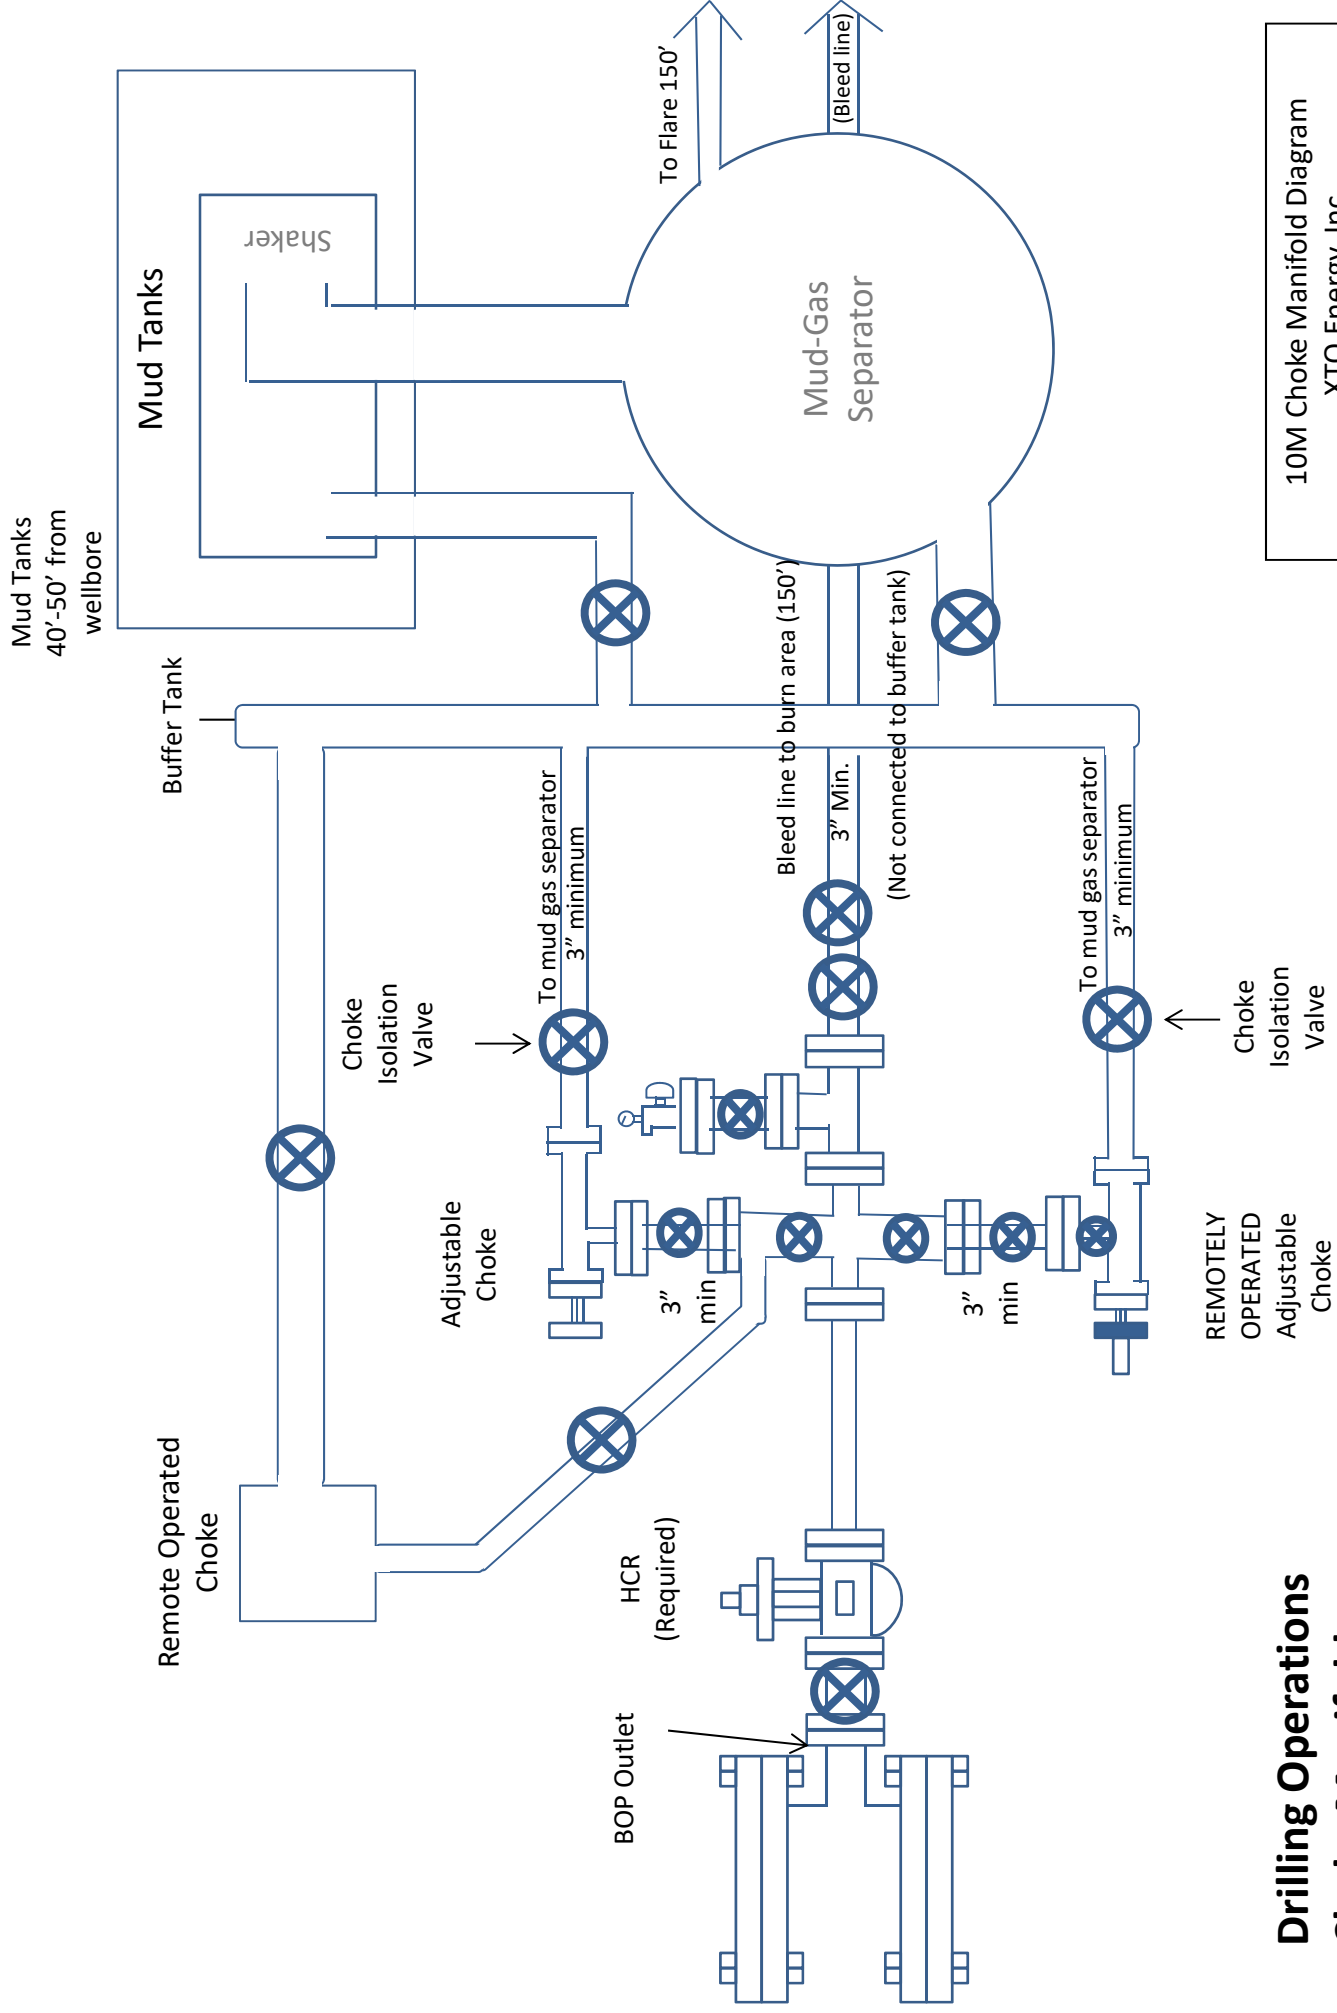 Mud Tanks
40’-50’ from
wellbore
Mud Tanks
Shaker
Buffer Tank
To Flare 150’
(Bleed line)
Mud-Gas
Separator
Bleed line to burn area (150’)
3” Min.
(Not connected to buffer tank)
To mud gas separator
3” minimum
To mud gas separator
3” minimum
Choke
Isolation
Valve
Choke
Isolation
Valve
Adjustable
Choke
3”
min
3”
min
REMOTELY
OPERATED
Adjustable
Choke
Remote Operated
Choke
HCR
(Required)
BOP Outlet
10M Choke Manifold Diagram
XTO Energy, Inc.
Drilling Operations